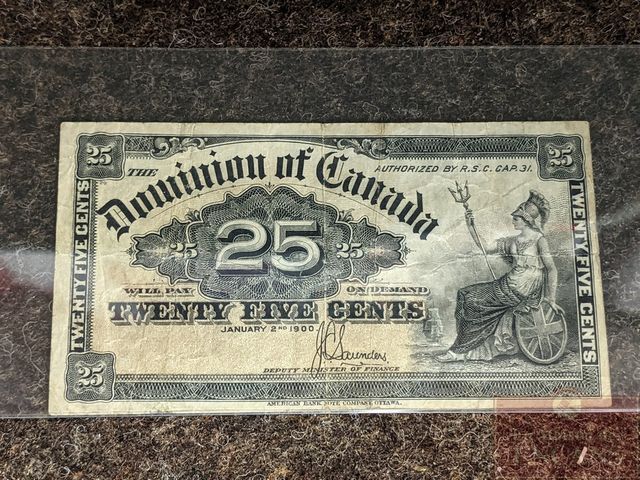 25 25
THE AUTHORIZED BY R.S.C. CAP. 31.
Dominion of Canada
25 25 25
WILL PAY ON DEMAND
TWENTY FIVE CENTS
JANUARY 2ND 1900
J C Saunders
DEPUTY MINISTER OF FINANCE
25
AMERICAN BANK NOTE COMPANY OTTAWA.
TWENTY FIVE CENTS
TWENTY FIVE CENTS